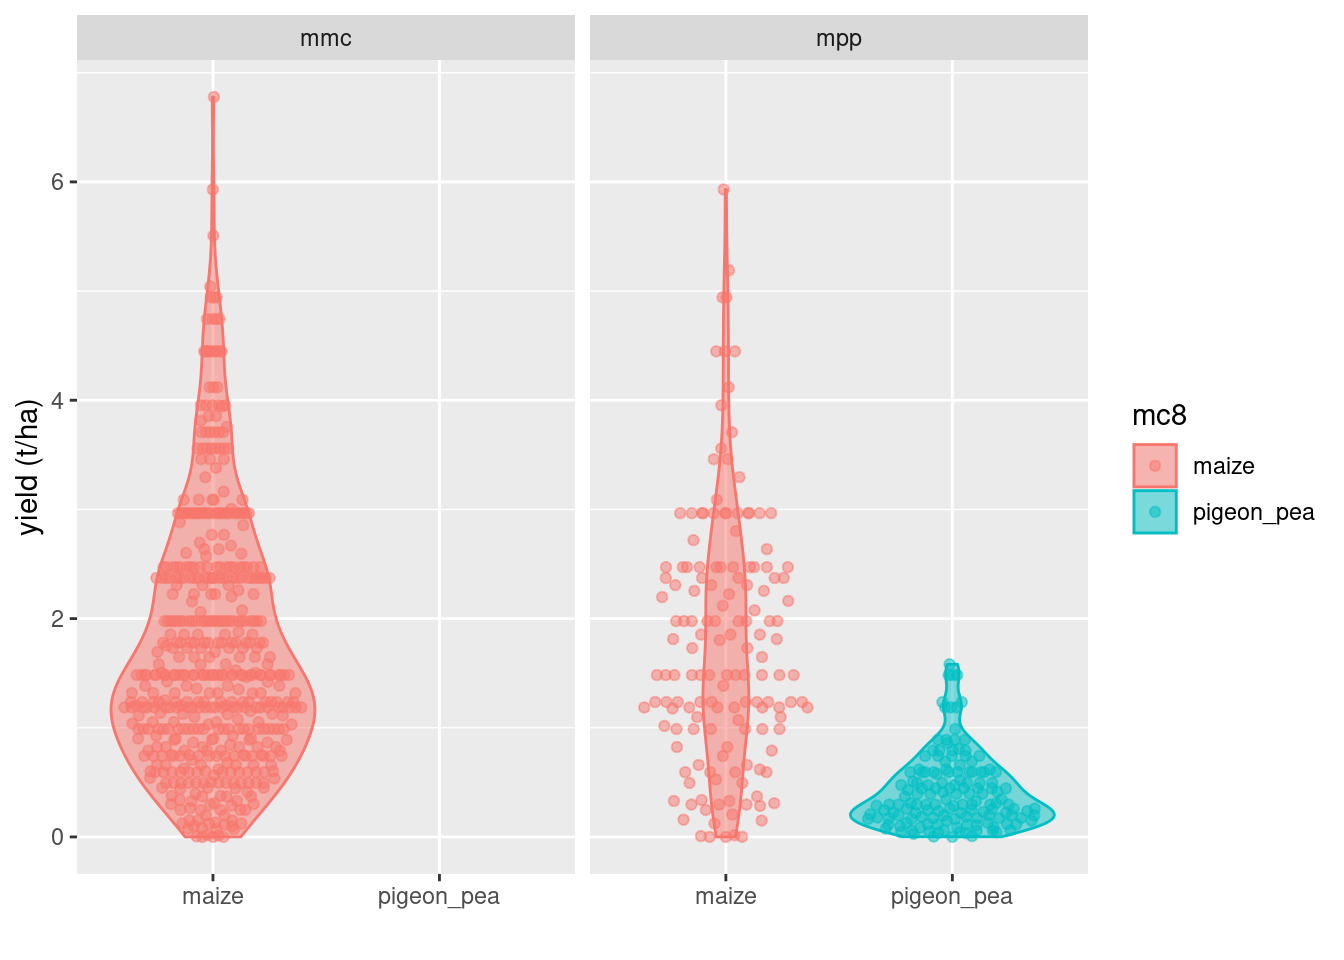 mmc
mpp
yield (t/ha)
6
4
2
0
maize
pigeon_pea
maize
pigeon_pea
mc8
maize
pigeon_pea